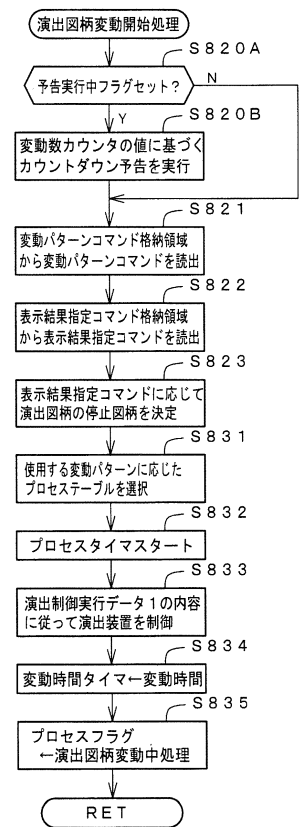 演出図柄変動開始処理
S820A
予告実行中フラグセット？
N
Y
S820B
変動数カウンタの値に基づく
カウントダウン予告を実行
S821
変動パターンコマンド格納領域
から変動パターンコマンドを読出
S822
表示結果指定コマンド格納領域
から表示結果指定コマンドを読出
S823
表示結果指定コマンドに応じて
演出図柄の停止図柄を決定
S831
使用する変動パターンに応じた
プロセステーブルを選択
S832
プロセスタイマスタート
S833
演出制御実行データ1の内容
に従って演出装置を制御
S834
変動時間タイマ←変動時間
S835
プロセスフラグ
←演出図柄変動中処理
RET